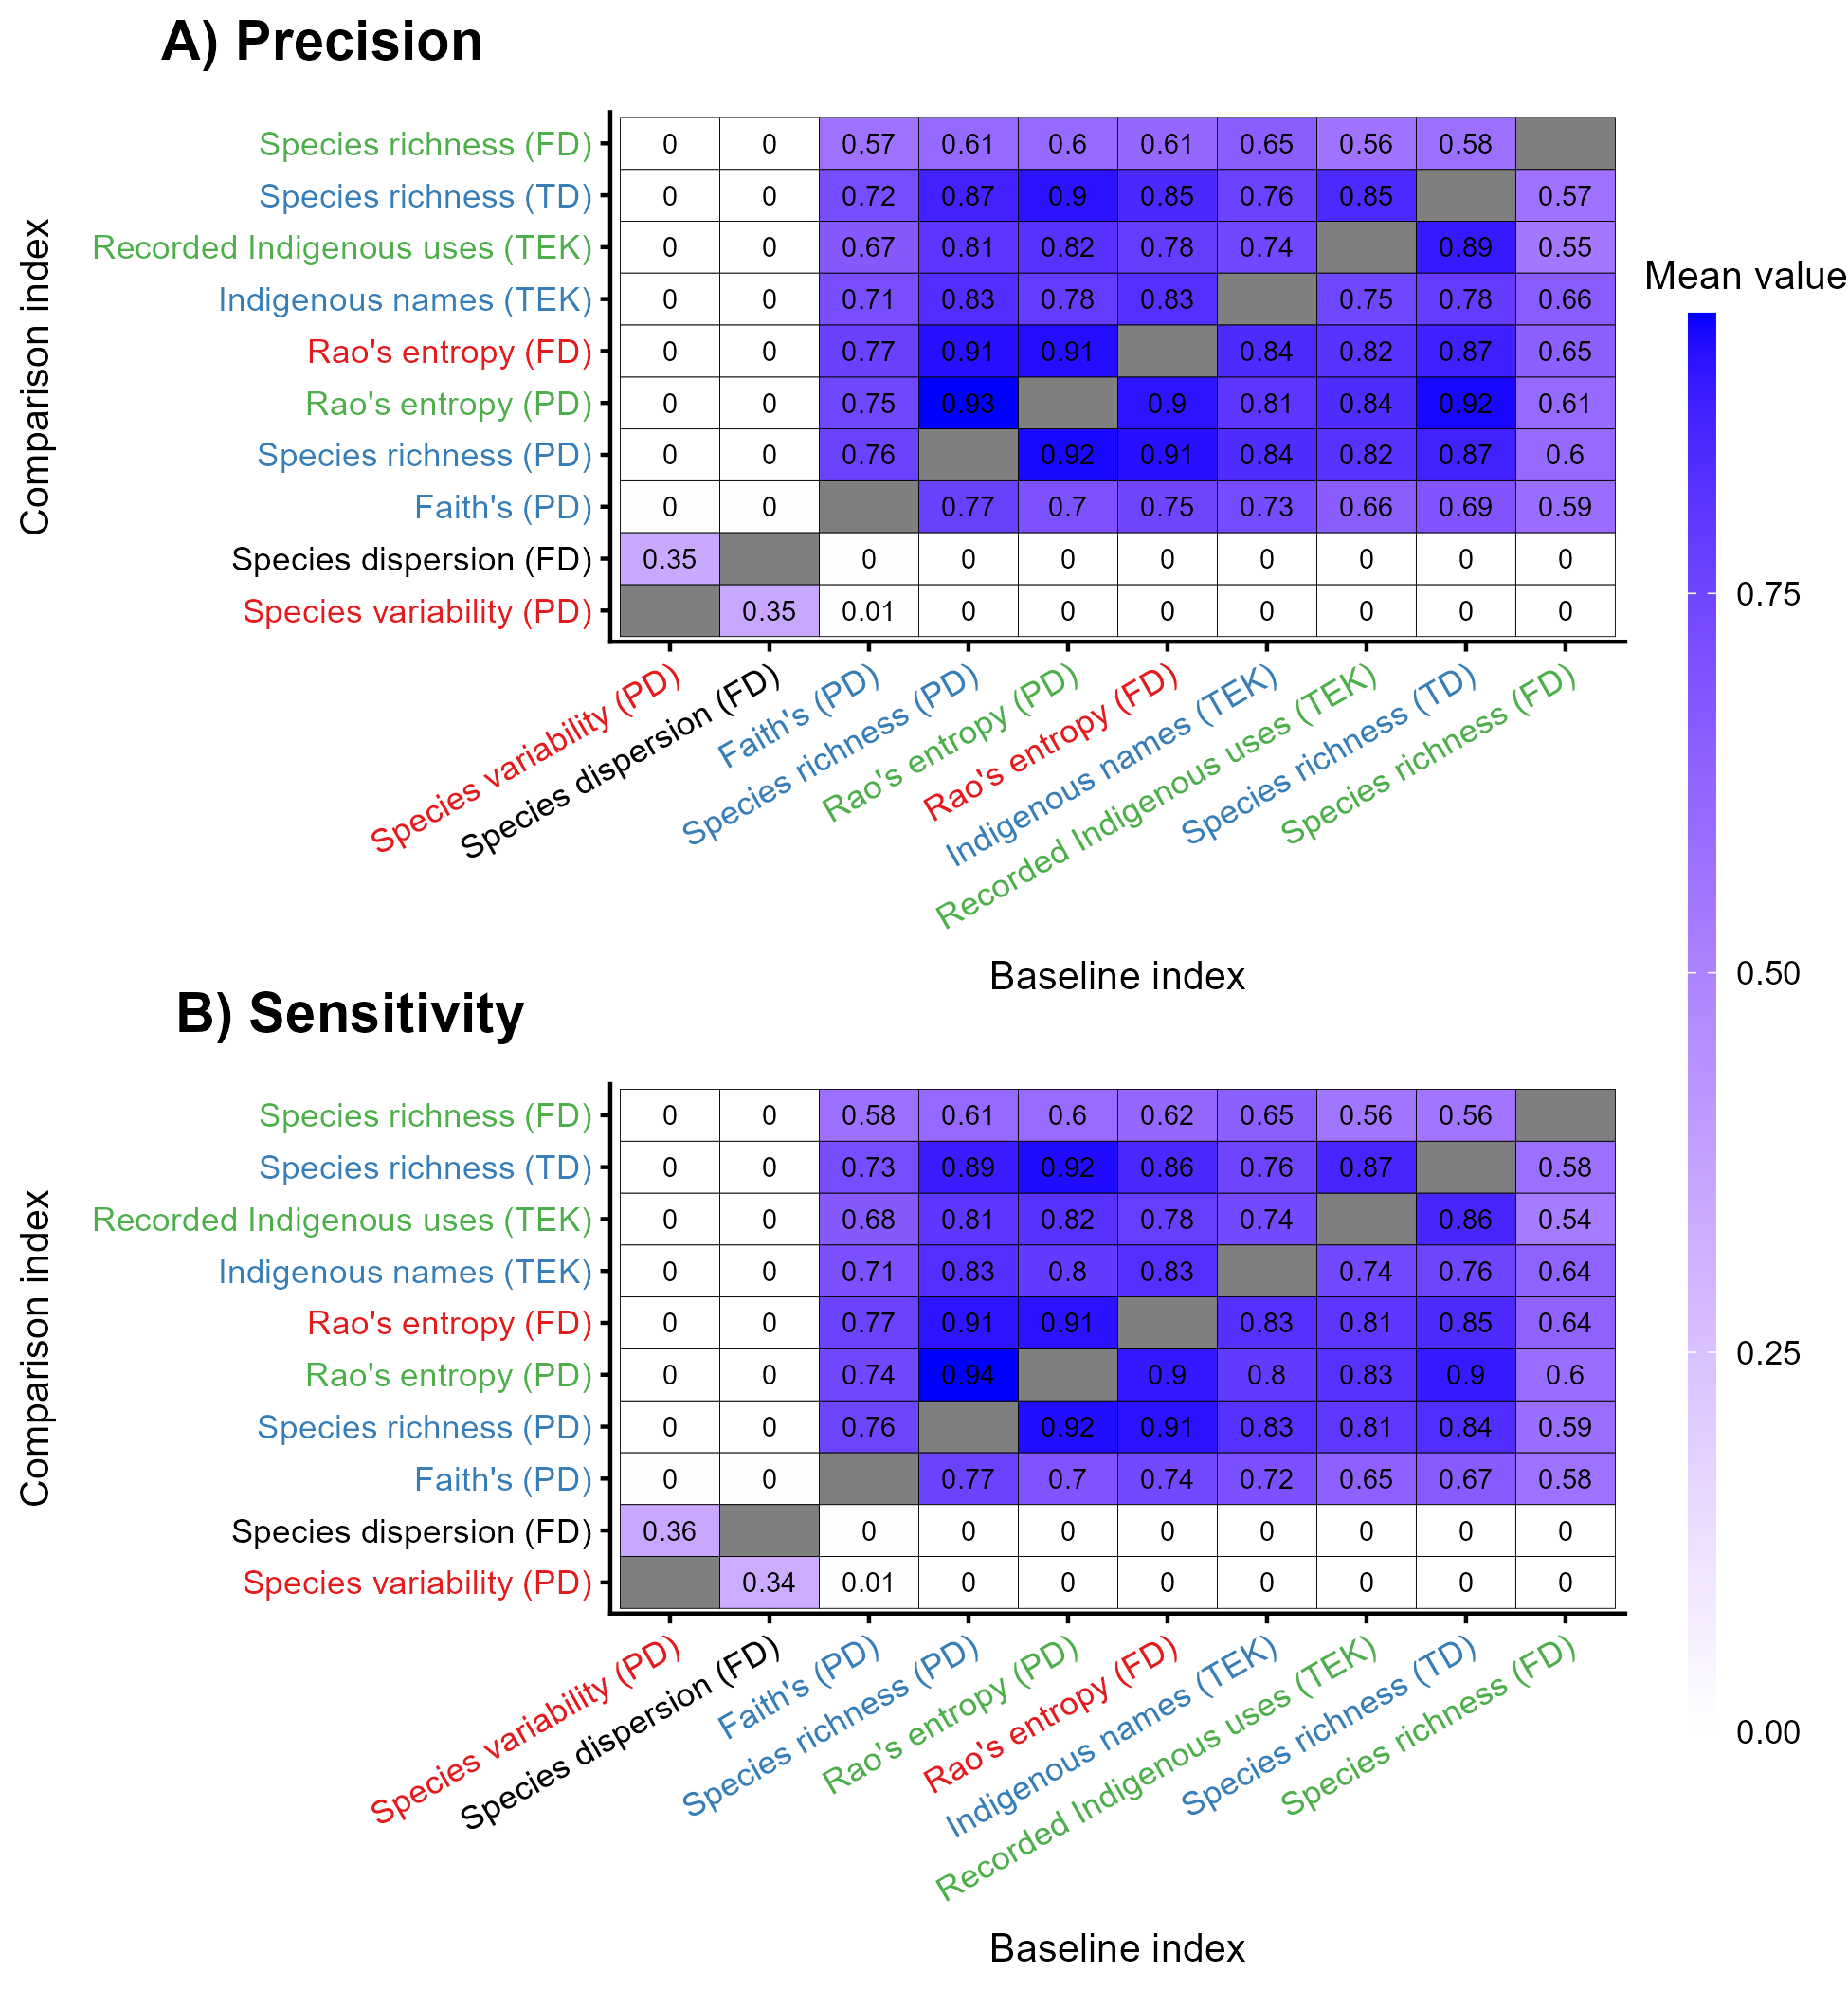 A) Precision
Comparison index
Species richness (FD) 0 0 0.57 0.61 0.6 0.61 0.65 0.56 0.58
Species richness (TD) 0 0 0.72 0.87 0.9 0.85 0.76 0.85 0.57
Recorded Indigenous uses (TEK) 0 0 0.67 0.81 0.82 0.78 0.74 0.89 0.55
Indigenous names (TEK) 0 0 0.71 0.83 0.78 0.83 0.75 0.78 0.66
Rao's entropy (FD) 0 0 0.77 0.91 0.91 0.84 0.82 0.87 0.65
Rao's entropy (PD) 0 0 0.75 0.93 0.9 0.81 0.84 0.92 0.61
Species richness (PD) 0 0 0.76 0.92 0.91 0.84 0.82 0.87 0.6
Faith's (PD) 0 0 0.77 0.7 0.75 0.73 0.66 0.69 0.59
Species dispersion (FD) 0.35 0 0 0 0 0 0 0 0
Species variability (PD) 0.35 0.01 0 0 0 0 0 0 0
Species variability (PD)
Species dispersion (FD)
Faith's (PD)
Species richness (PD)
Rao's entropy (PD)
Rao's entropy (FD)
Indigenous names (TEK)
Recorded Indigenous uses (TEK)
Species richness (TD)
Species richness (FD)
Baseline index
Mean value
0.75
0.50
0.25
0.00
B) Sensitivity
Comparison index
Species richness (FD) 0 0 0.58 0.61 0.6 0.62 0.65 0.56 0.56
Species richness (TD) 0 0 0.73 0.89 0.92 0.86 0.76 0.87 0.58
Recorded Indigenous uses (TEK) 0 0 0.68 0.81 0.82 0.78 0.74 0.86 0.54
Indigenous names (TEK) 0 0 0.71 0.83 0.8 0.83 0.74 0.76 0.64
Rao's entropy (FD) 0 0 0.77 0.91 0.91 0.83 0.81 0.85 0.64
Rao's entropy (PD) 0 0 0.74 0.94 0.9 0.8 0.83 0.9 0.6
Species richness (PD) 0 0 0.76 0.92 0.91 0.83 0.81 0.84 0.59
Faith's (PD) 0 0 0.77 0.7 0.74 0.72 0.65 0.67 0.58
Species dispersion (FD) 0.36 0 0 0 0 0 0 0 0
Species variability (PD) 0.34 0.01 0 0 0 0 0 0 0
Species variability (PD)
Species dispersion (FD)
Faith's (PD)
Species richness (PD)
Rao's entropy (PD)
Rao's entropy (FD)
Indigenous names (TEK)
Recorded Indigenous uses (TEK)
Species richness (TD)
Species richness (FD)
Baseline index